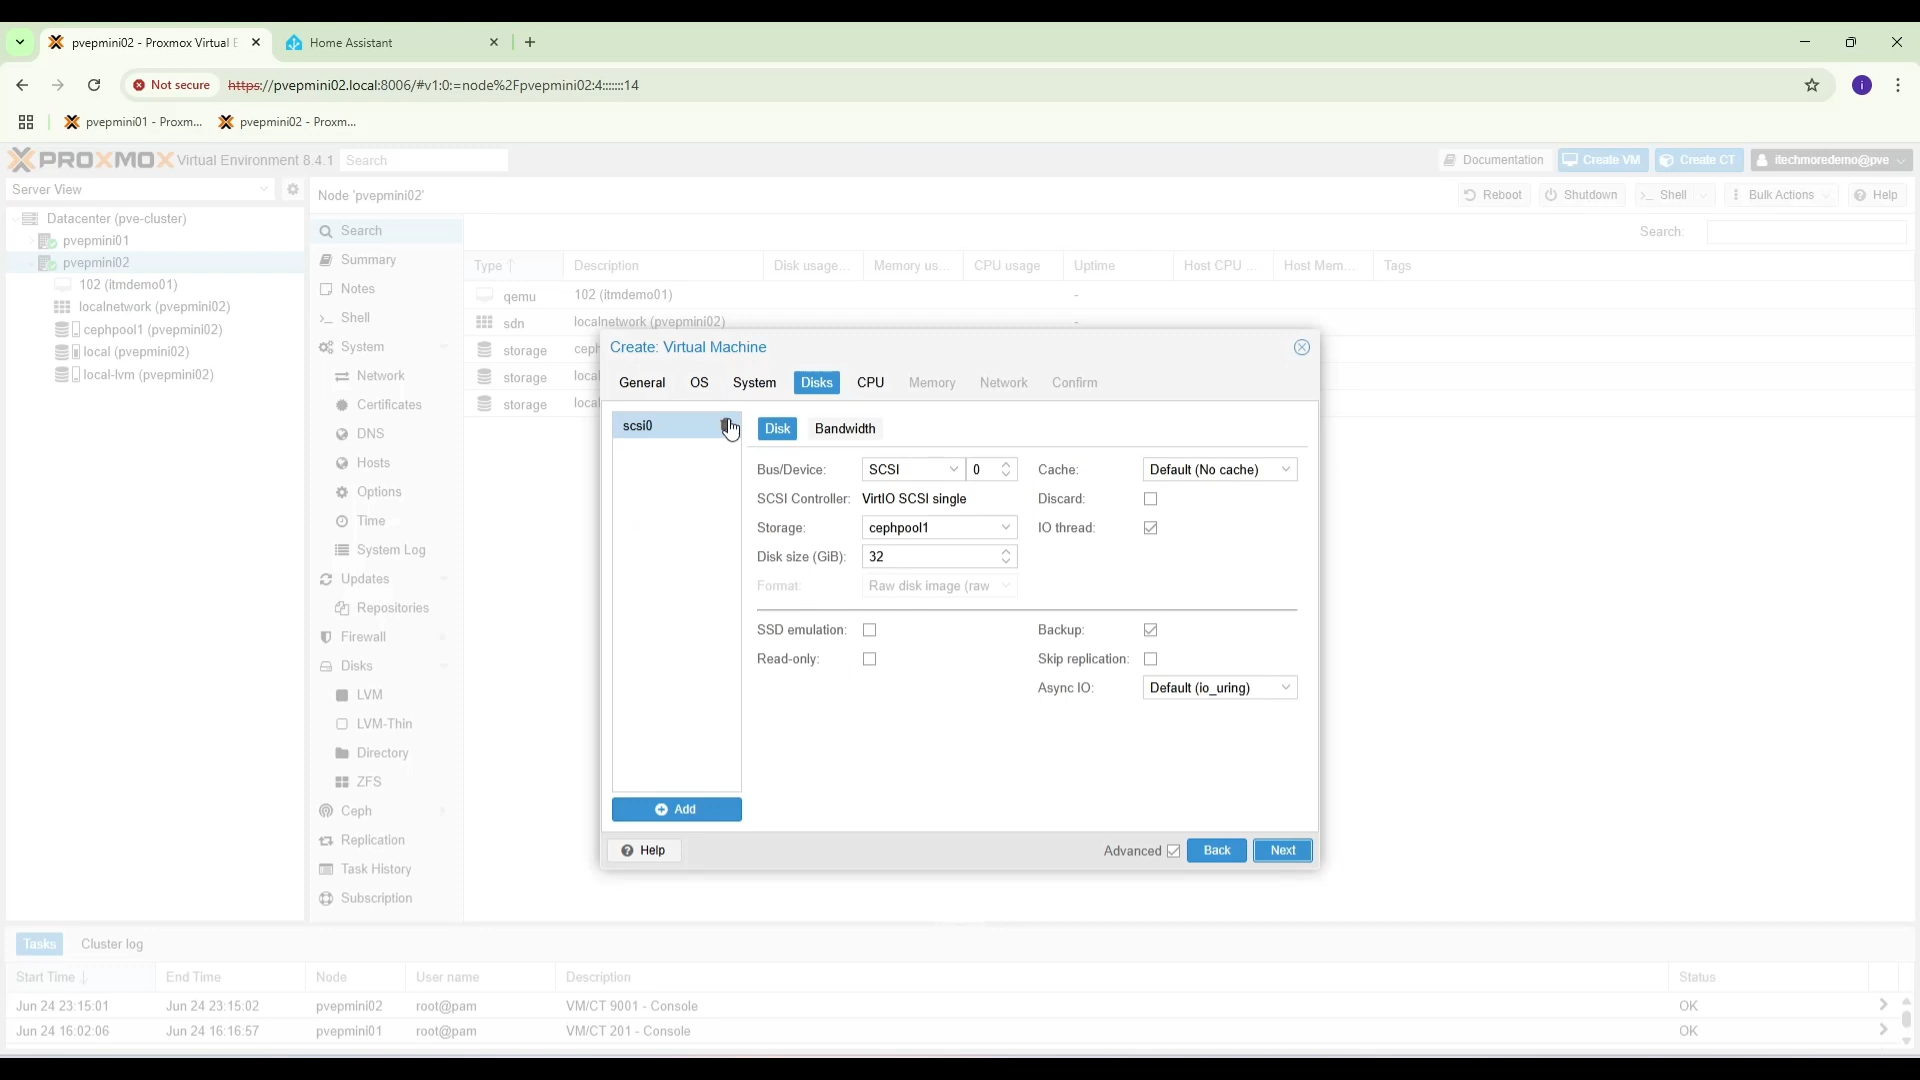 pvepmini02 - Proxmox Virtual E
Home Assistant
Not secure
https://pvepmini02.local:8006/#v1:0:=node%2Fpvepmini02:4:::::::14
i
pvepmini01 - Proxm...
pvepmini02 - Proxm...
PROXMOX Virtual Environment 8.4.1
Search
Documentation
Create VM
Create CT
itechmoredemo@pve
Server View
Node 'pvepmini02'
Reboot
Shutdown
>_ Shell
Bulk Actions
Help
Datacenter (pve-cluster)
pvepmini01
pvepmini02
102 (itmdemo01)
localnetwork (pvepmini02)
cephpool1 (pvepmini02)
local (pvepmini02)
local-lvm (pvepmini02)
Search
Summary
Notes
>_ Shell
System
Network
Certificates
DNS
Hosts
Options
Time
System Log
Updates
Repositories
Firewall
Disks
LVM
LVM-Thin
Directory
ZFS
Ceph
Replication
Task History
Subscription
Search:
Type
Description
Disk usage...
Memory us...
CPU usage
Uptime
Host CPU ...
Host Mem...
Tags
qemu
102 (itmdemo01)
-
sdn
localnetwork (pvepmini02)
-
storage
ceph
storage
local
storage
local
Create: Virtual Machine
General
OS
System
Disks
CPU
Memory
Network
Confirm
scsi0
Disk
Bandwidth
Bus/Device:
SCSI
0
Cache:
Default (No cache)
SCSI Controller:
VirtIO SCSI single
Discard:
Storage:
cephpool1
IO thread:
Disk size (GiB):
32
Format:
Raw disk image (raw
SSD emulation:
Backup:
Read-only:
Skip replication:
Async IO:
Default (io_uring)
Add
Help
Advanced
Back
Next
Tasks
Cluster log
Start Time
End Time
Node
User name
Description
Status
Jun 24 23:15:01
Jun 24 23:15:02
pvepmini02
root@pam
VM/CT 9001 - Console
OK
Jun 24 16:02:06
Jun 24 16:16:57
pvepmini01
root@pam
VM/CT 201 - Console
OK